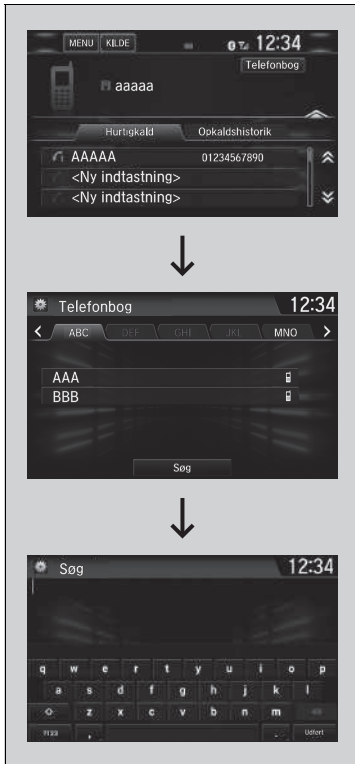 MENU KILDE 12:34
Telefonbog
aaaaa
Hurtigkald Opkaldshistorik
AAAAA 01234567890
<Ny indtastning>
<Ny indtastning>
Telefonbog 12:34
ABC DEF GHI JKL MNO
AAA
BBB
Søg
Søg 12:34
q w e r t y u i o p
a s d f g h j k l
z x c v b n m
?123 , . Udført